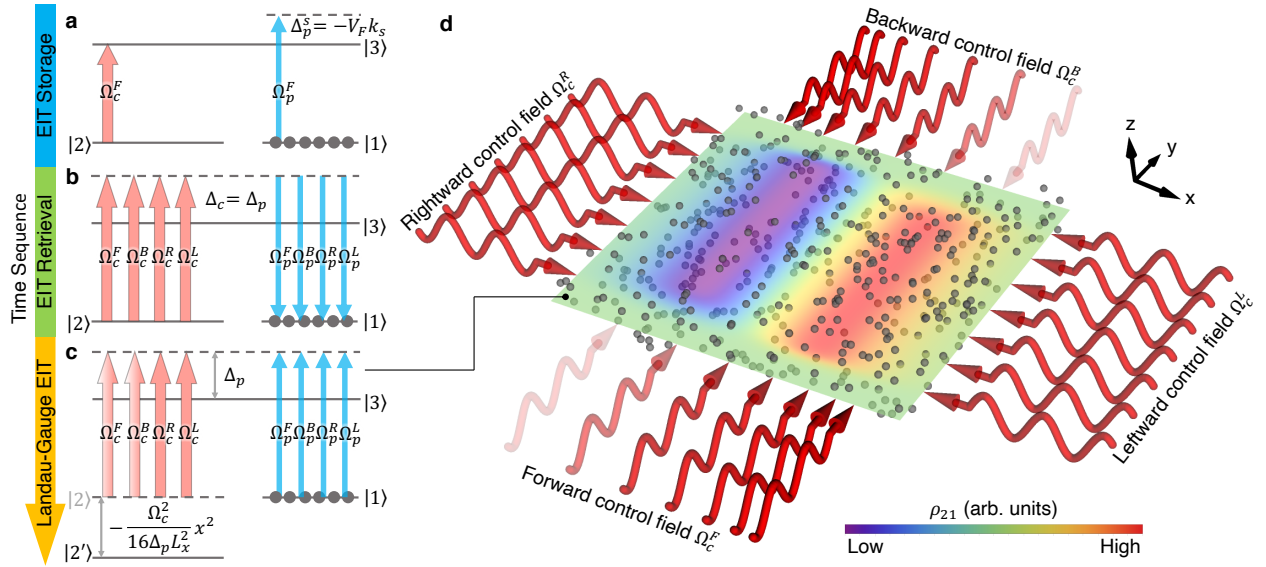 Time Sequence
EIT Storage
EIT Retrieval
Landau-Gauge EIT
a
Δₚˢ = −V_F kₛ
|3⟩
Ω_c^F
Ω_p^F
|2⟩
|1⟩
b
Δ_c = Δ_p
|3⟩
Ω_c^F Ω_c^B Ω_c^R Ω_c^L
Ω_p^F Ω_p^B Ω_p^R Ω_p^L
|2⟩
|1⟩
c
Δ_p
|3⟩
Ω_c^F Ω_c^B Ω_c^R Ω_c^L
Ω_p^F Ω_p^B Ω_p^R Ω_p^L
|2⟩
|1⟩
−Ω_c^2/(16Δ_p L_x^2) x^2
|2′⟩
d
Backward control field Ω_c^B
Rightward control field Ω_c^R
z
y
x
Leftward control field Ω_c^L
Forward control field Ω_c^F
ρ₂₁ (arb. units)
Low
High